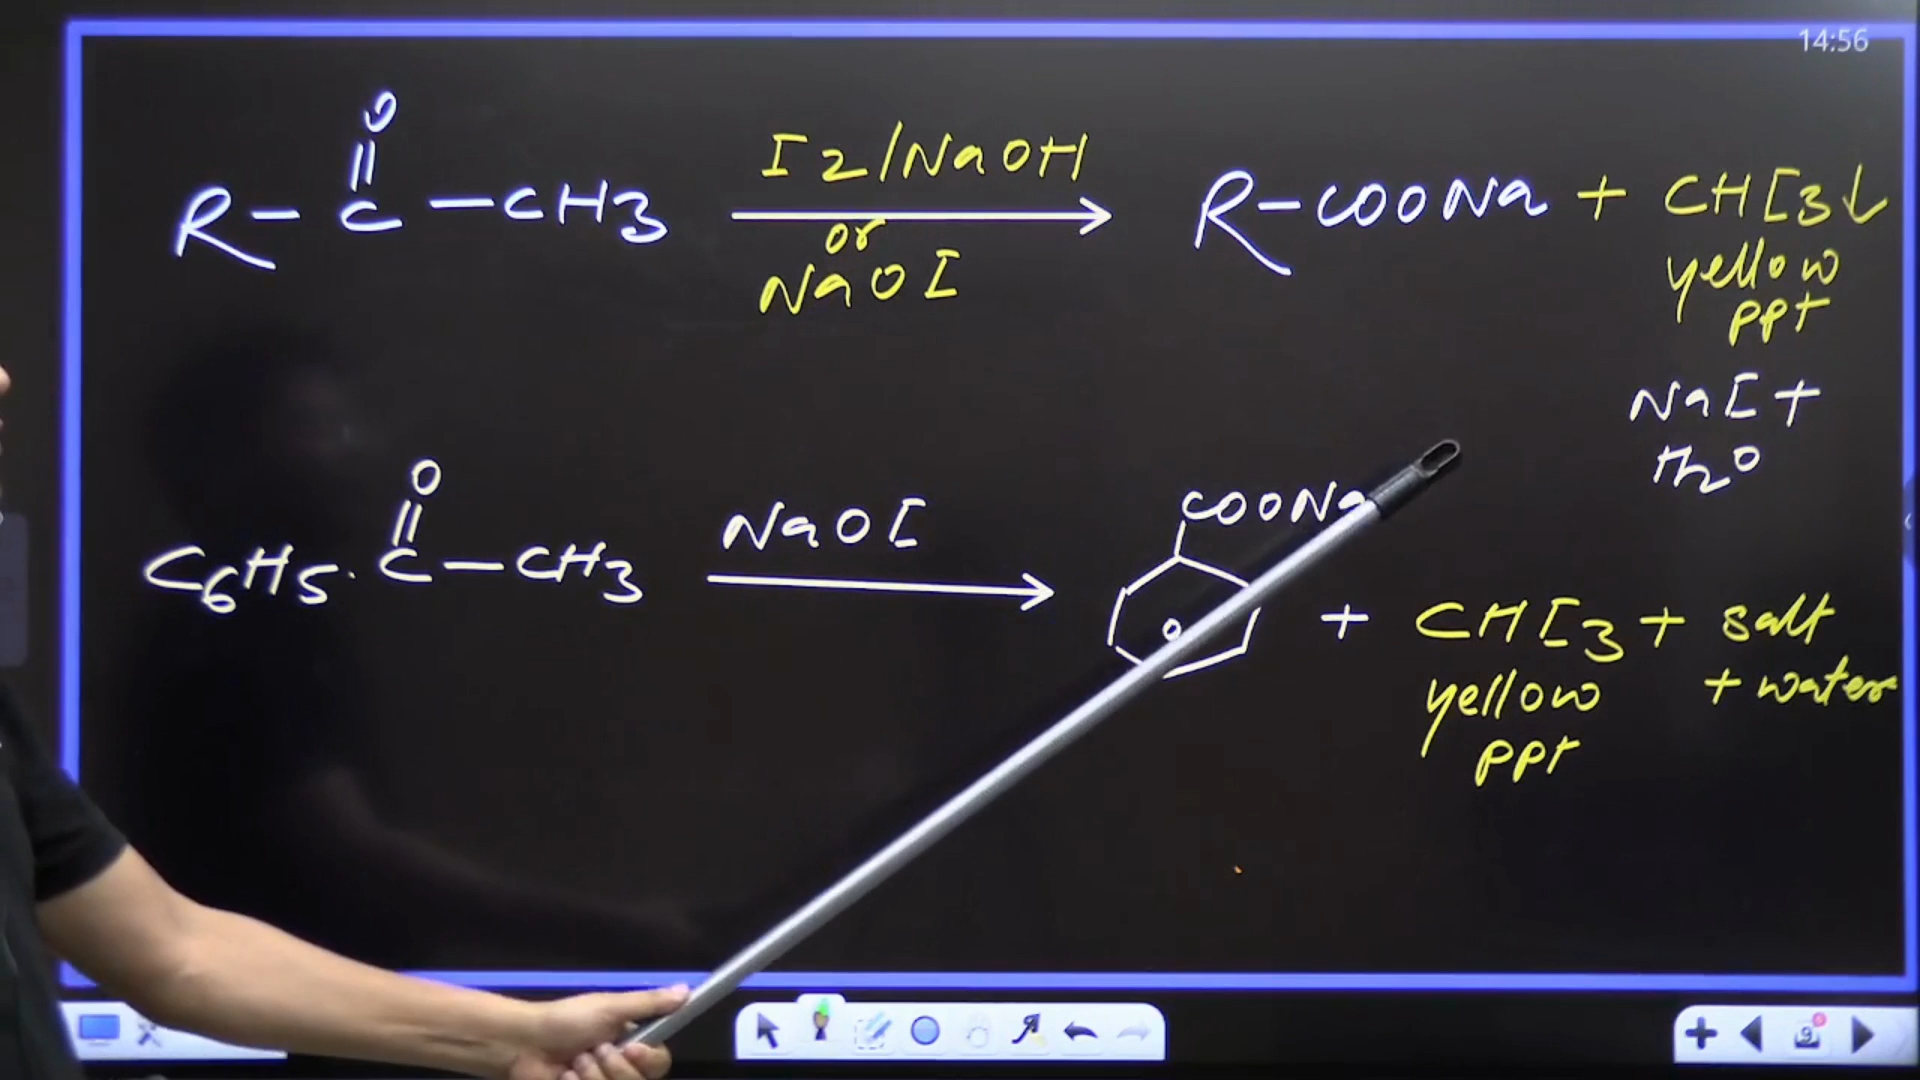 14:56
O
||
R-C-CH3 I2/NaOH R-COONa + CHI3↓
or
NaOI
yellow
ppt
NaI +
H2O
O
||
C6H5.C-CH3 NaOI
COONa
+ CHI3 + salt
yellow + water
ppt
9